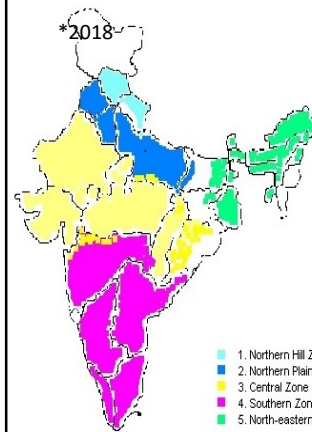 *2018
1. Northern Hill Z
2. Northern Plain
3. Central Zone
4. Southern Zon
5. North-eastern